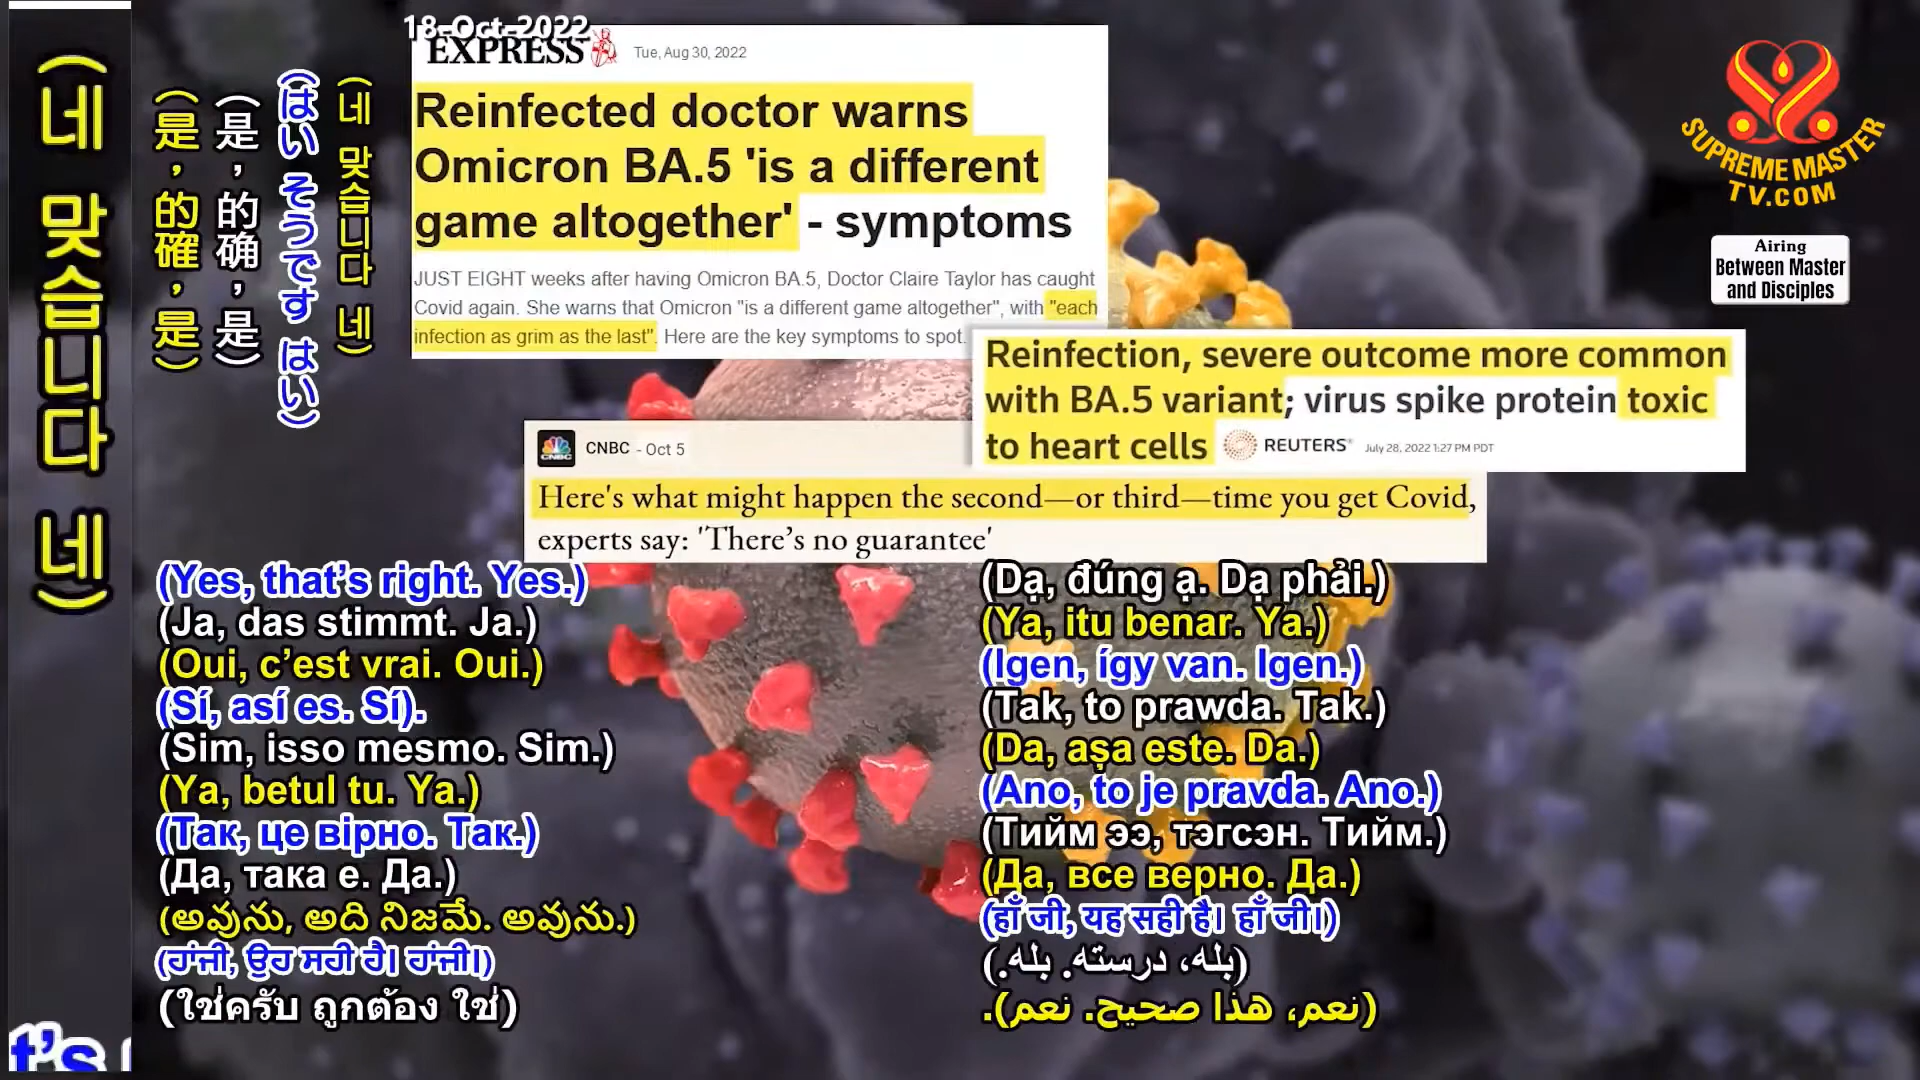 (네 맞습니다 네)
t's
(是，的確，是)
(是，的确，是)
(はい そうです はい)
(네 맞습니다 네)
18-Oct-2022
EXPRESS Tue, Aug 30, 2022
Reinfected doctor warns
Omicron BA.5 'is a different
game altogether' - symptoms
JUST EIGHT weeks after having Omicron BA.5, Doctor Claire Taylor has caught
Covid again. She warns that Omicron "is a different game altogether", with "each
infection as grim as the last". Here are the key symptoms to spot.
SUPREME MASTER
TV.COM
Airing
Between Master
and Disciples
Reinfection, severe outcome more common
with BA.5 variant; virus spike protein toxic
to heart cells REUTERS July 28, 2022 1:27 PM PDT
CNBC CNBC - Oct 5
Here's what might happen the second—or third—time you get Covid,
experts say: 'There's no guarantee'
(Yes, that's right. Yes.)
(Ja, das stimmt. Ja.)
(Oui, c'est vrai. Oui.)
(Sí, así es. Sí).
(Sim, isso mesmo. Sim.)
(Ya, betul tu. Ya.)
(Так, це вірно. Так.)
(Да, така е. Да.)
(అవును, అది నిజమే. అవును.)
(ਹਾਂਜੀ, ਉਹ ਸਹੀ ਹੈ। ਹਾਂਜੀ।)
(ใช่ครับ ถูกต้อง ใช่)
(Dạ, đúng ạ. Dạ phải.)
(Ya, itu benar. Ya.)
(Igen, így van. Igen.)
(Tak, to prawda. Tak.)
(Da, așa este. Da.)
(Ano, to je pravda. Ano.)
(Тийм ээ, тэгсэн. Тийм.)
(Да, все верно. Да.)
(हाँ जी, यह सही है। हाँ जी।)
(بله، درسته. بله.)
(نعم، هذا صحيح. نعم).